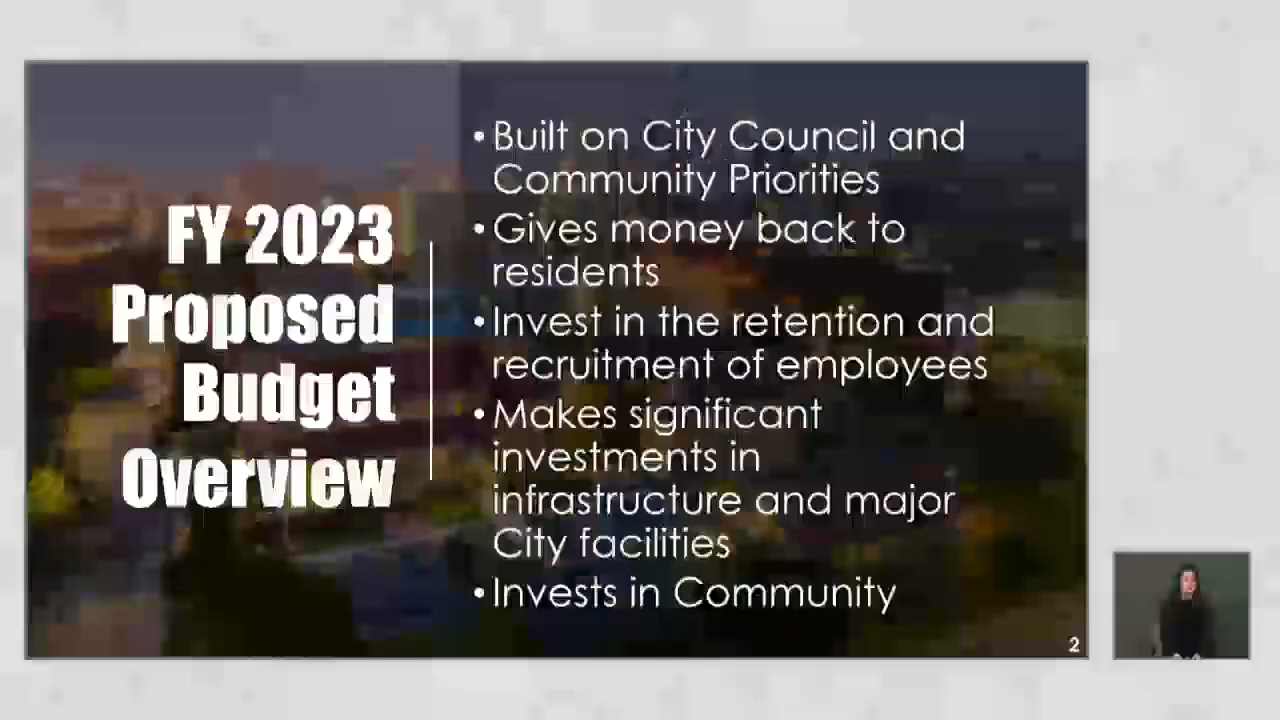 FY 2023
Proposed
Budget
Overview
•Built on City Council and
Community Priorities
•Gives money back to
residents
•Invest in the retention and
recruitment of employees
•Makes significant
investments in
infrastructure and major
City facilities
•Invests in Community
2